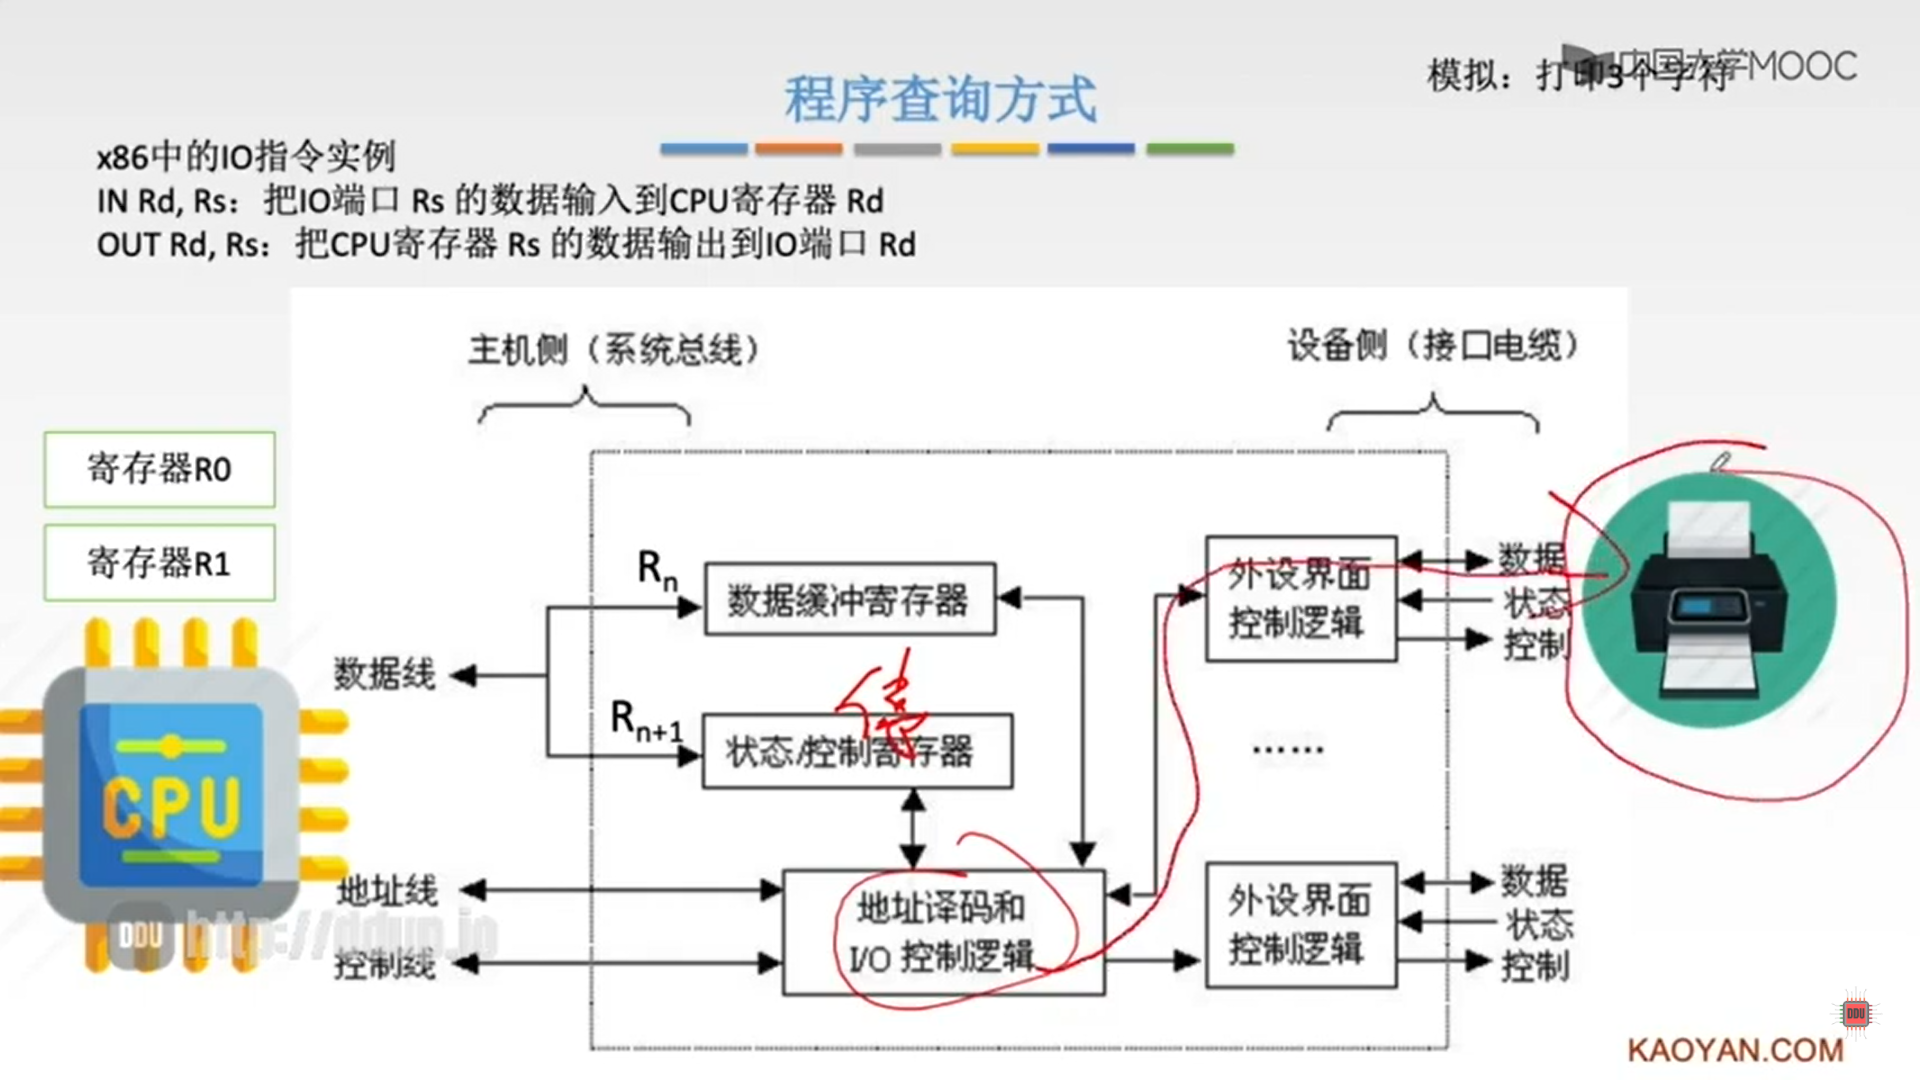 中国大学MOOC
模拟：打印3个字符
程序查询方式
x86中的IO指令实例
IN Rd, Rs：把IO端口 Rs 的数据输入到CPU寄存器 Rd
OUT Rd, Rs：把CPU寄存器 Rs 的数据输出到IO端口 Rd
主机侧（系统总线）
设备侧（接口电缆）
寄存器R0
寄存器R1
Rn
数据缓冲寄存器
外设界面
控制逻辑
数据
状态
控制
数据线
Rn+1
状态/控制寄存器
……
CPU
地址线
控制线
地址译码和
I/O 控制逻辑
外设界面
控制逻辑
数据
状态
控制
DDU http://ddup.io
DDU
KAOYAN.COM